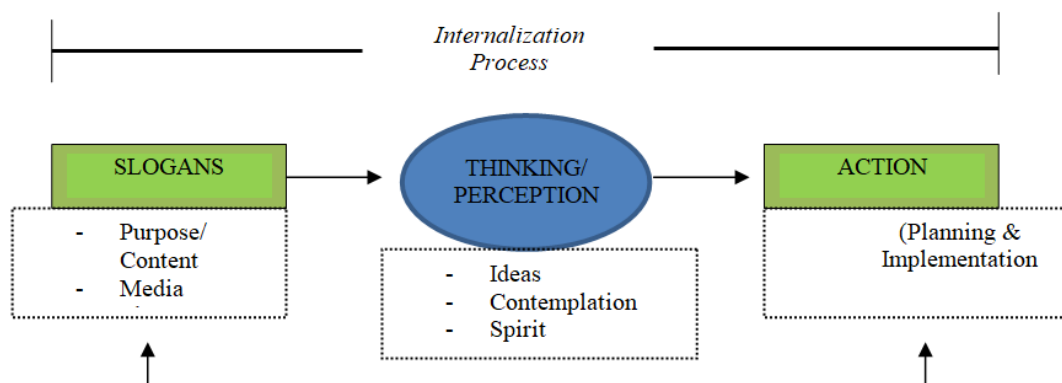 Internalization
Process
SLOGANS
THINKING/
PERCEPTION
ACTION
- Purpose/
Content
- Media
- Ideas
- Contemplation
- Spirit
(Planning &
Implementation